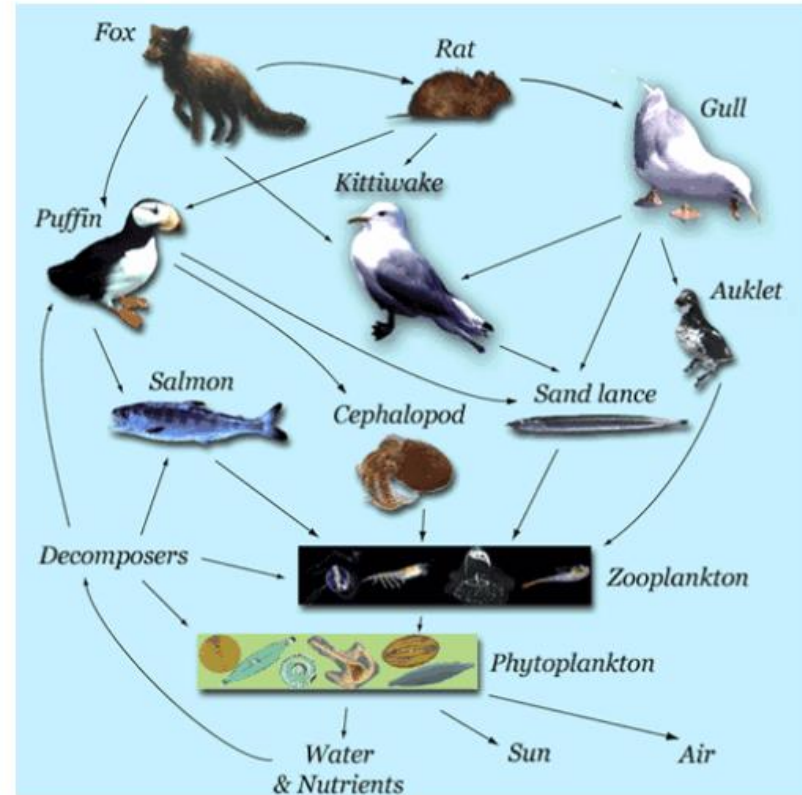 Fox
Rat
Gull
Kittiwake
Puffin
Auklet
Salmon
Sand lance
Cephalopod
Decomposers
Zooplankton
Phytoplankton
Water
& Nutrients
Sun
Air